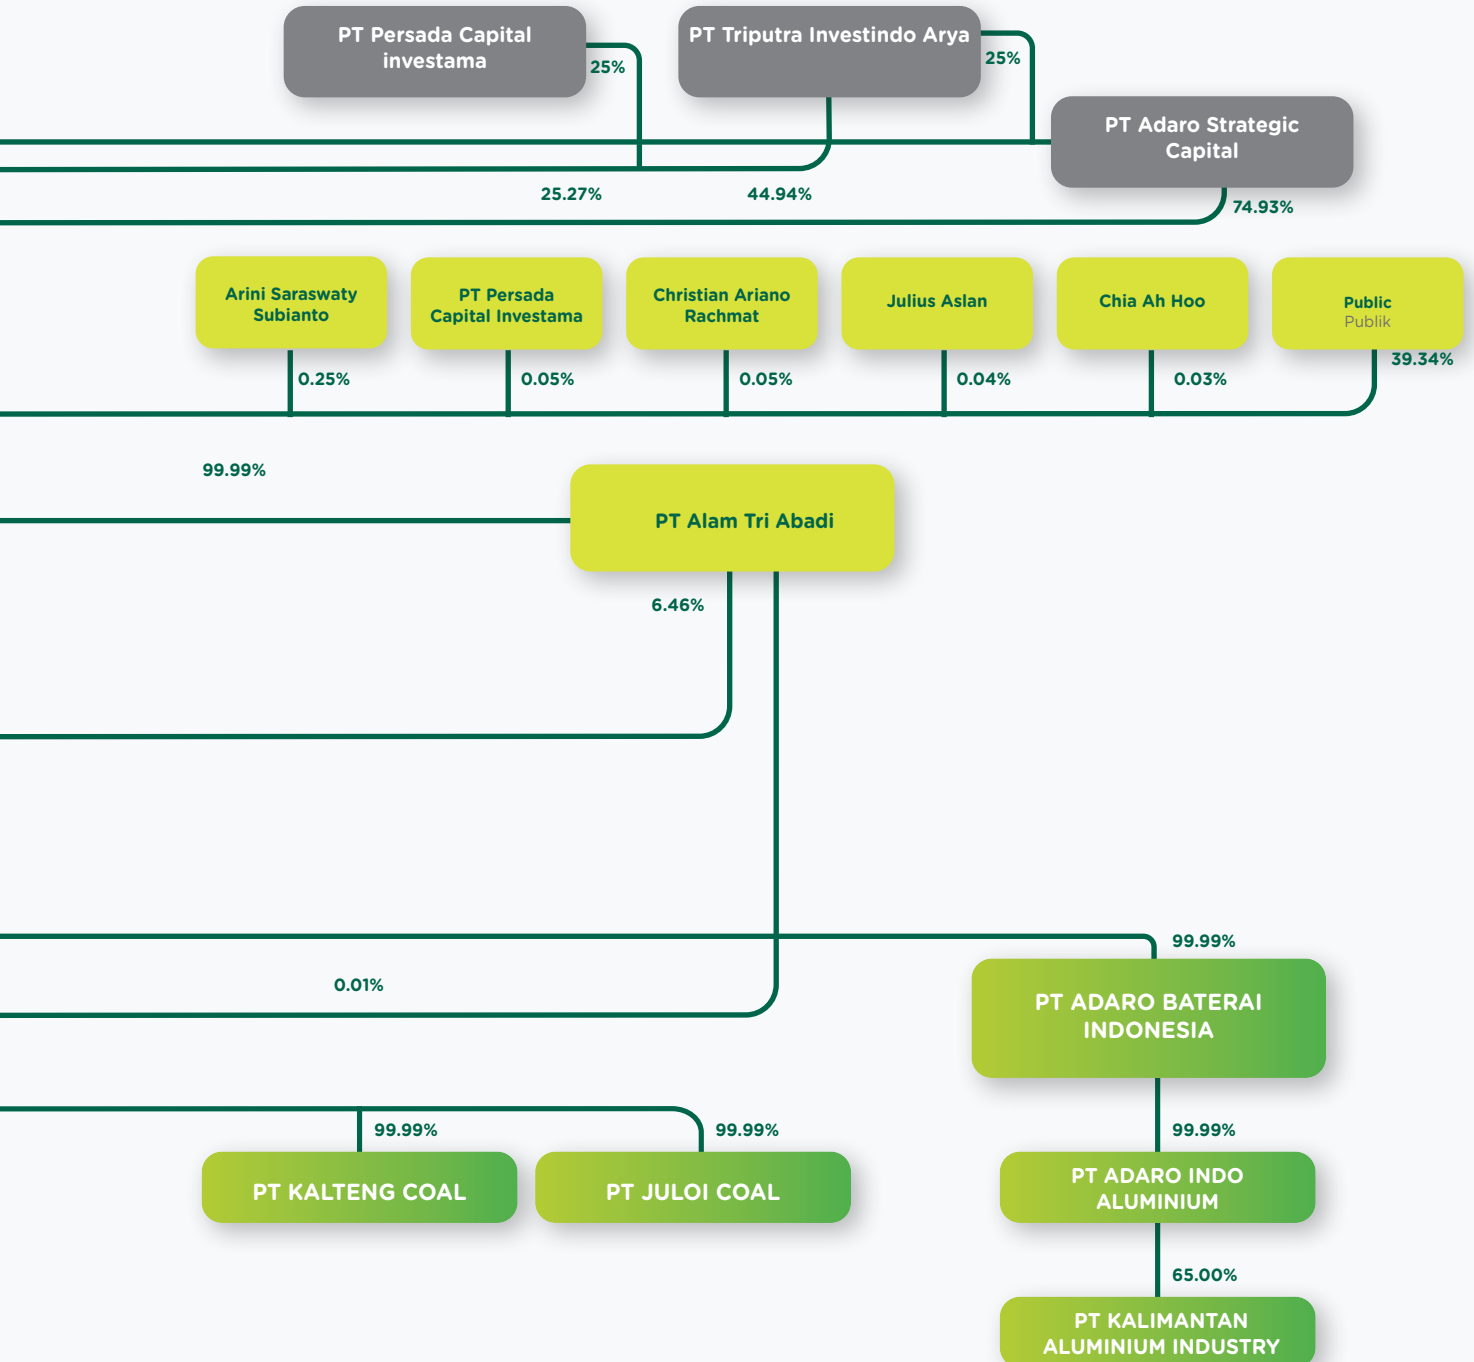 PT Persada Capital
investama
25%
PT Triputra Investindo Arya
25%
PT Adaro Strategic
Capital
25.27%
44.94%
74.93%
Arini Saraswaty
Subianto
PT Persada
Capital Investama
Christian Ariano
Rachmat
Julius Aslan
Chia Ah Hoo
Public
Publik
0.25%
0.05%
0.05%
0.04%
0.03%
39.34%
99.99%
PT Alam Tri Abadi
6.46%
99.99%
0.01%
PT ADARO BATERAI
INDONESIA
99.99%
99.99%
99.99%
PT KALTENG COAL
PT JULOI COAL
PT ADARO INDO
ALUMINIUM
65.00%
PT KALIMANTAN
ALUMINIUM INDUSTRY